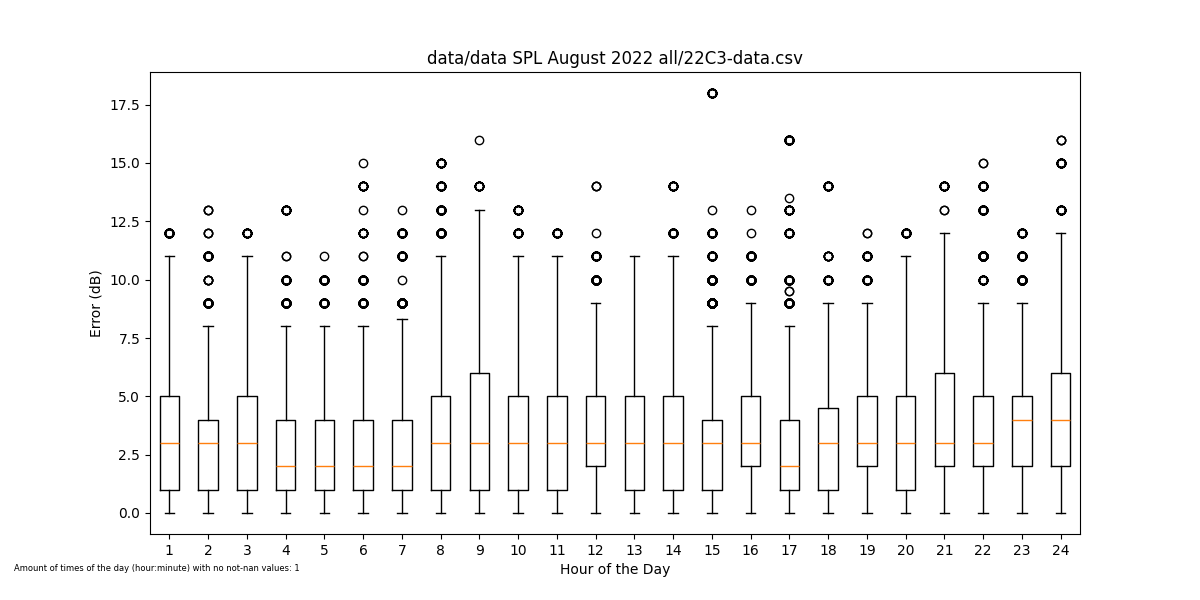 data/data SPL August 2022 all/22C3-data.csv
17.5
15.0
12.5
10.0
7.5
5.0
2.5
0.0
Error (dB)
1 2 3 4 5 6 7 8 9 10 11 12 13 14 15 16 17 18 19 20 21 22 23 24
Hour of the Day
Amount of times of the day (hour:minute) with no not-nan values: 1